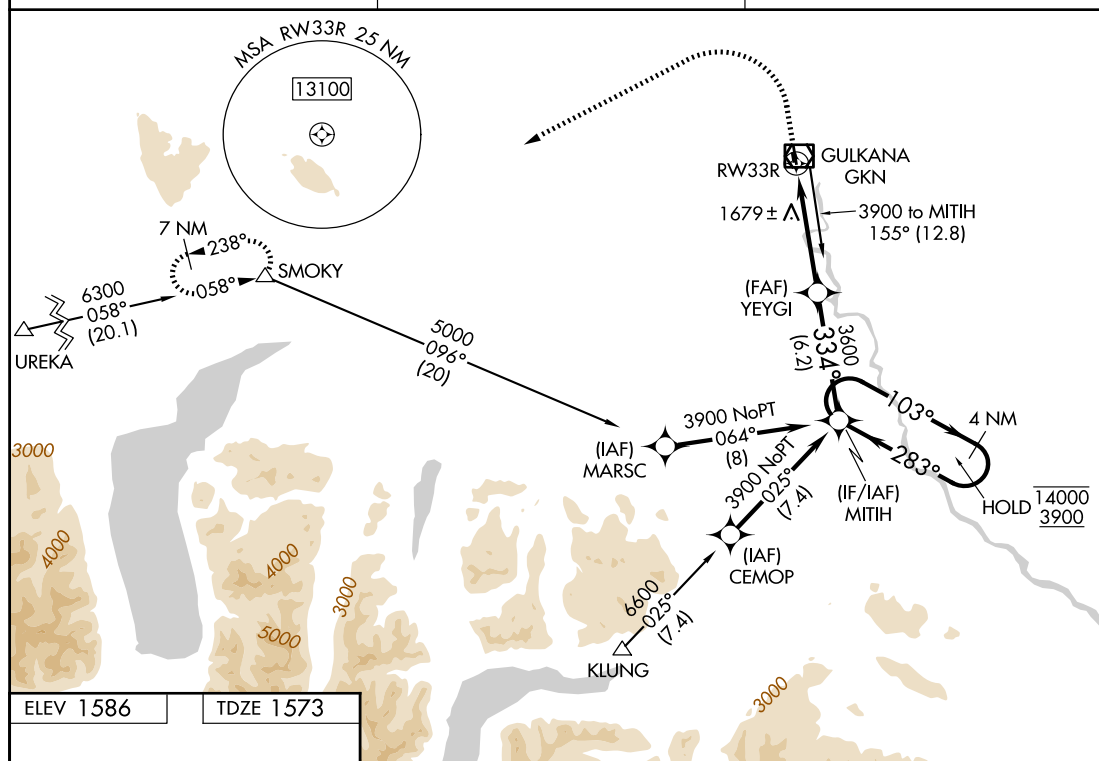 MSA RW33R 25 NM
13100
GULKANA
GKN
RW33R
1679 ±
3900 to MITIH
155° (12.8)
7 NM
238°
058°
SMOKY
6300
058°
(20.1)
UREKA
(FAF)
YEYGI
5000
096°
(20)
3600
334°
(6.2)
103°
4 NM
283°
3900 NoPT
064°
(8)
(IAF)
MARSC
3900 NoPT
025°
(7.4)
(IF/IAF)
MITIH
HOLD
14000
3900
(IAF)
CEMOP
6600
025°
(7.4)
KLUNG
3000
4000
4000
3000
5000
3000
ELEV 1586
TDZE 1573